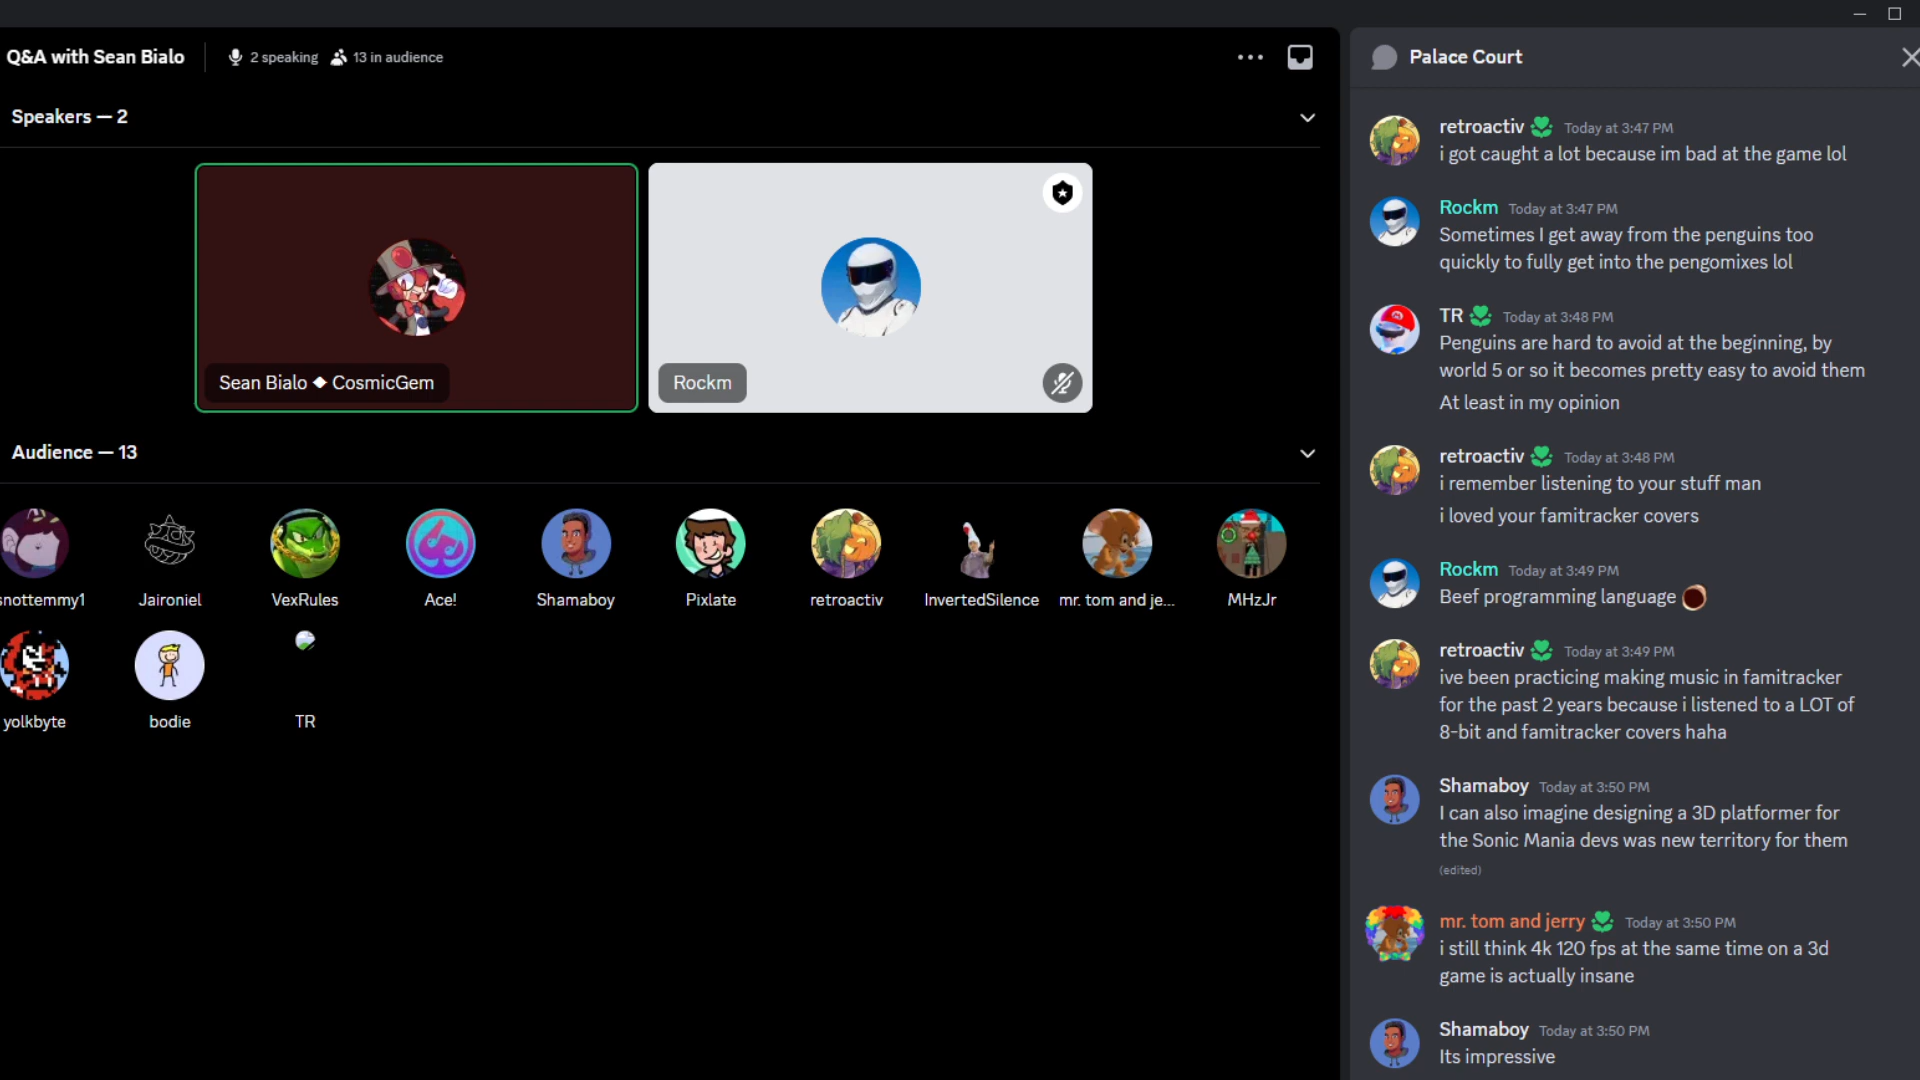 Q&A with Sean Bialo
2 speaking
13 in audience
Speakers — 2
Sean Bialo ◆ CosmicGem
Rockm
Audience — 13
snottemmy1
Jaironiel
VexRules
Ace!
Shamaboy
Pixlate
retroactiv
InvertedSilence
mr. tom and je...
MHzJr
yolkbyte
bodie
TR
Palace Court
retroactiv Today at 3:47 PM
i got caught a lot because im bad at the game lol
Rockm Today at 3:47 PM
Sometimes I get away from the penguins too
quickly to fully get into the pengomixes lol
TR Today at 3:48 PM
Penguins are hard to avoid at the beginning, by
world 5 or so it becomes pretty easy to avoid them
At least in my opinion
retroactiv Today at 3:48 PM
i remember listening to your stuff man
i loved your famitracker covers
Rockm Today at 3:49 PM
Beef programming language
retroactiv Today at 3:49 PM
ive been practicing making music in famitracker
for the past 2 years because i listened to a LOT of
8-bit and famitracker covers haha
Shamaboy Today at 3:50 PM
I can also imagine designing a 3D platformer for
the Sonic Mania devs was new territory for them
(edited)
mr. tom and jerry Today at 3:50 PM
i still think 4k 120 fps at the same time on a 3d
game is actually insane
Shamaboy Today at 3:50 PM
Its impressive